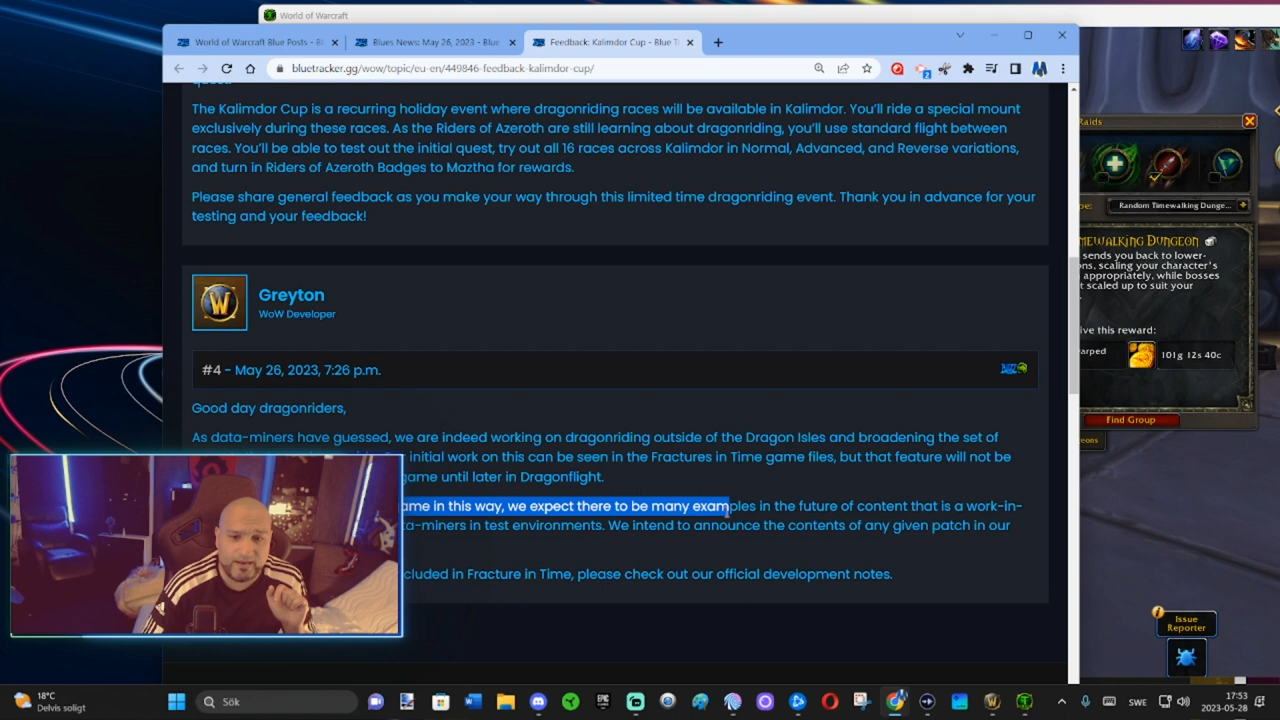 World of Warcraft
World of Warcraft Blue Posts - Bl
Blues News: May 26, 2023 - Blue
Feedback: Kalimdor Cup - Blue T
bluetracker.gg/wow/topic/eu-en/449846-feedback-kalimdor-cup/
The Kalimdor Cup is a recurring holiday event where dragonriding races will be available in Kalimdor. You'll ride a special mount
exclusively during these races. As the Riders of Azeroth are still learning about dragonriding, you'll use standard flight between
races. You'll be able to test out the initial quest, try out all 16 races across Kalimdor in Normal, Advanced, and Reverse variations,
and turn in Riders of Azeroth Badges to Maztha for rewards.
Please share general feedback as you make your way through this limited time dragonriding event. Thank you in advance for your
testing and your feedback!
Greyton
WoW Developer
#4 - May 26, 2023, 7:26 p.m.
Good day dragonriders,
As data-miners have guessed, we are indeed working on dragonriding outside of the Dragon Isles and broadening the set of
initial work on this can be seen in the Fractures in Time game files, but that feature will not be
game until later in Dragonflight.
ame in this way, we expect there to be many examples in the future of content that is a work-in-
ta-miners in test environments. We intend to announce the contents of any given patch in our
cluded in Fracture in Time, please check out our official development notes.
Raids
pe: Random Timewalking Dunge...
MEWALKING DUNGEON
sends you back to lower-
ons, scaling your character's
appropriately, while bosses
t scaled up to suit your
ive this reward:
arped
101g 12s 40c
Find Group
eons
Issue
Reporter
18°C
Delvis soligt
Sök
SWE
17:53
2023-05-28